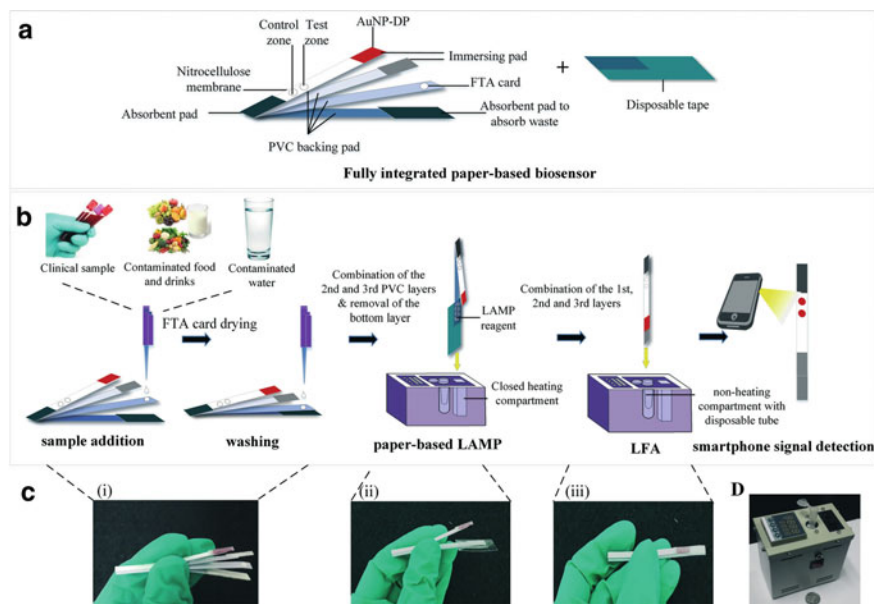 a
Control zone
Test zone
AuNP-DP
Immersing pad
Nitrocellulose membrane
FTA card
Absorbent pad
Absorbent pad to absorb waste
PVC backing pad
+
Disposable tape
Fully integrated paper-based biosensor
b
Clinical sample
Contaminated food and drinks
Contaminated water
FTA card drying
Combination of the 2nd and 3rd PVC layers & removal of the bottom layer
LAMP reagent
Combination of the 1st, 2nd and 3rd layers
Closed heating compartment
non-heating compartment with disposable tube
sample addition
washing
paper-based LAMP
LFA
smartphone signal detection
c
(i)
(ii)
(iii)
D